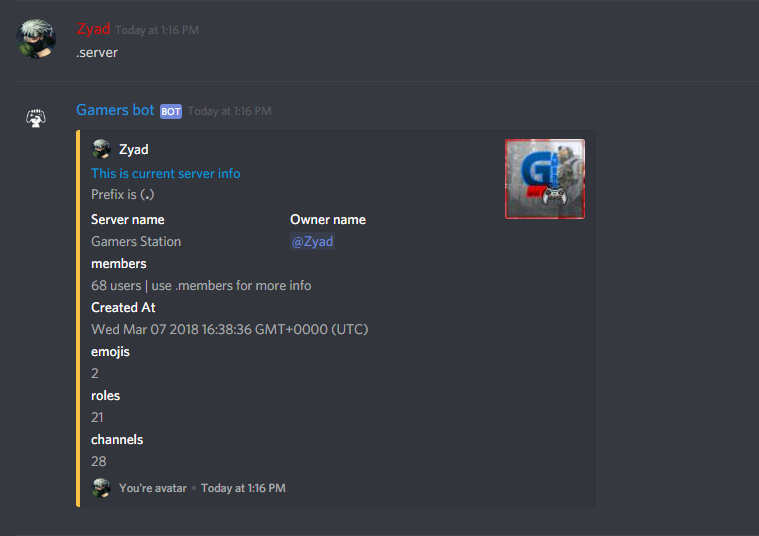 Zyad Today at 1:16 PM
.server
Gamers bot BOT Today at 1:16 PM
Zyad
This is current server info
Prefix is (.)
Server name Owner name
Gamers Station @Zyad
members
68 users | use .members for more info
Created At
Wed Mar 07 2018 16:38:36 GMT+0000 (UTC)
emojis
2
roles
21
channels
28
You're avatar • Today at 1:16 PM